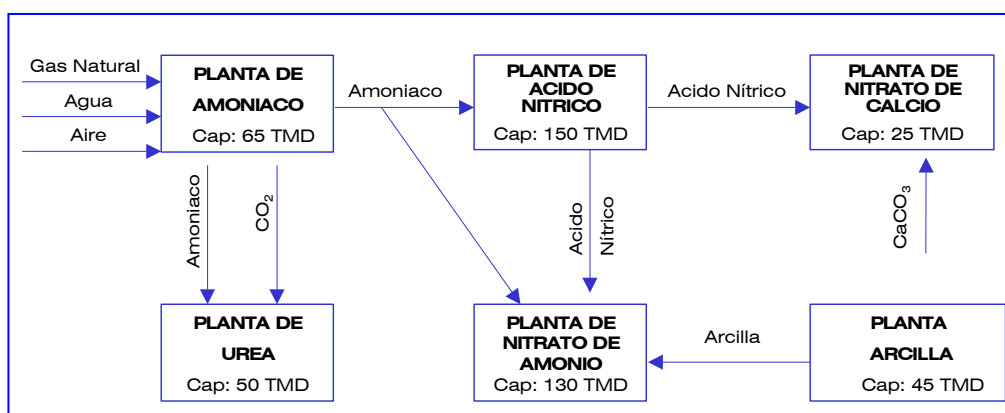 Gas Natural
Agua
Aire
PLANTA DE
AMONIACO
Cap: 65 TMD
Amoniaco
PLANTA DE
ACIDO
NITRICO
Cap: 150 TMD
Acido Nítrico
PLANTA DE
NITRATO DE
CALCIO
Cap: 25 TMD
Amoniaco
CO₂
Acido
Nítrico
CaCO₃
PLANTA DE
UREA
Cap: 50 TMD
PLANTA DE
NITRATO DE
AMONIO
Cap: 130 TMD
Arcilla
PLANTA
ARCILLA
Cap: 45 TMD